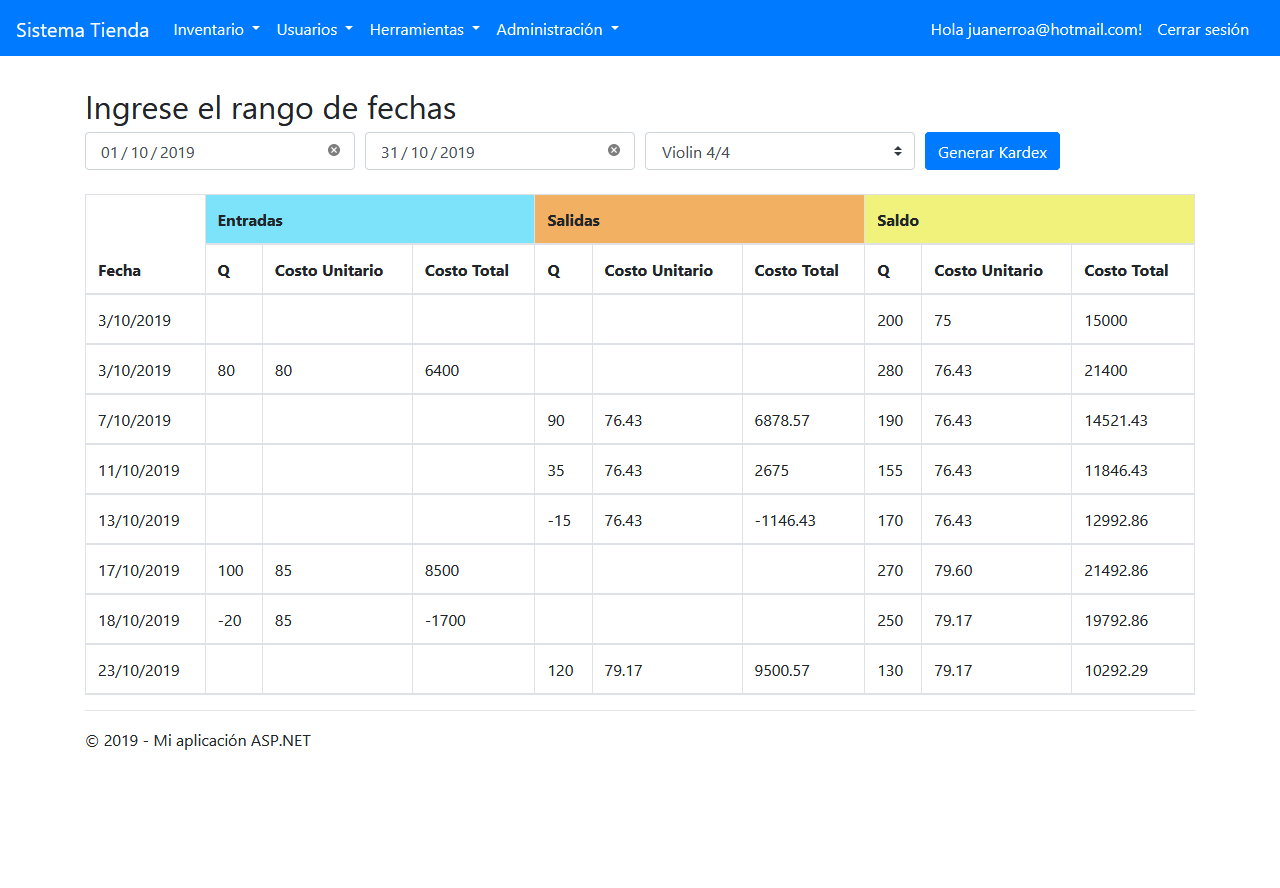 Sistema Tienda Inventario Usuarios Herramientas Administración Hola juanerroa@hotmail.com! Cerrar sesión
Ingrese el rango de fechas
01 / 10 / 2019 31 / 10 / 2019 Violin 4/4 Generar Kardex
Entradas Salidas Saldo
Fecha Q Costo Unitario Costo Total Q Costo Unitario Costo Total Q Costo Unitario Costo Total
3/10/2019 200 75 15000
3/10/2019 80 80 6400 280 76.43 21400
7/10/2019 90 76.43 6878.57 190 76.43 14521.43
11/10/2019 35 76.43 2675 155 76.43 11846.43
13/10/2019 -15 76.43 -1146.43 170 76.43 12992.86
17/10/2019 100 85 8500 270 79.60 21492.86
18/10/2019 -20 85 -1700 250 79.17 19792.86
23/10/2019 120 79.17 9500.57 130 79.17 10292.29
© 2019 - Mi aplicación ASP.NET